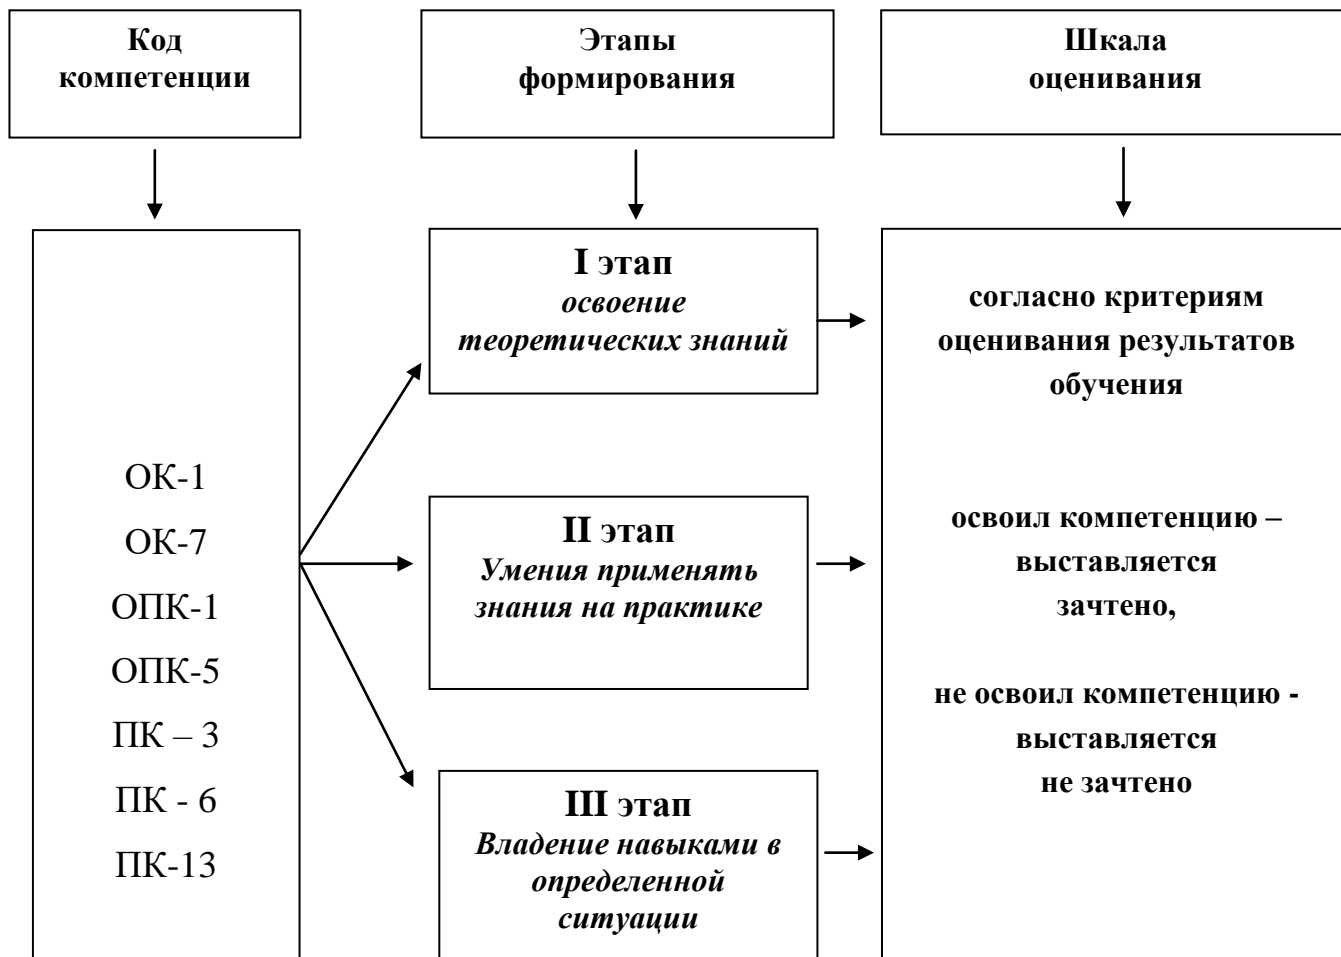 Код
компетенции
Этапы
формирования
Шкала
оценивания
ОК-1
ОК-7
ОПК-1
ОПК-5
ПК – 3
ПК - 6
ПК-13
I этап
освоение
теоретических знаний
II этап
Умения применять
знания на практике
III этап
Владение навыками в
определенной
ситуации
согласно критериям
оценивания результатов
обучения
освоил компетенцию –
выставляется
зачтено,
не освоил компетенцию -
выставляется
не зачтено